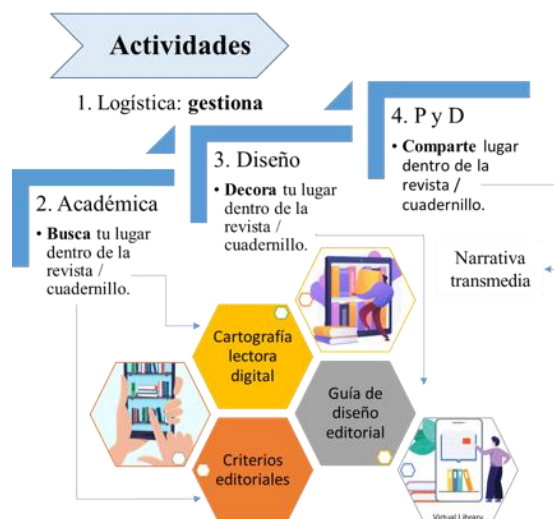 Actividades
1. Logística: gestiona
2. Académica
• Busca tu lugar
dentro de la
revista /
cuadernillo.
3. Diseño
• Decora tu lugar
dentro de la
revista /
cuadernillo.
4. P y D
• Comparte lugar
dentro de la
revista /
cuadernillo.
Narrativa
transmedia
Cartografía
lectora
digital
Guía de
diseño
editorial
Criterios
editoriales
Virtual Library